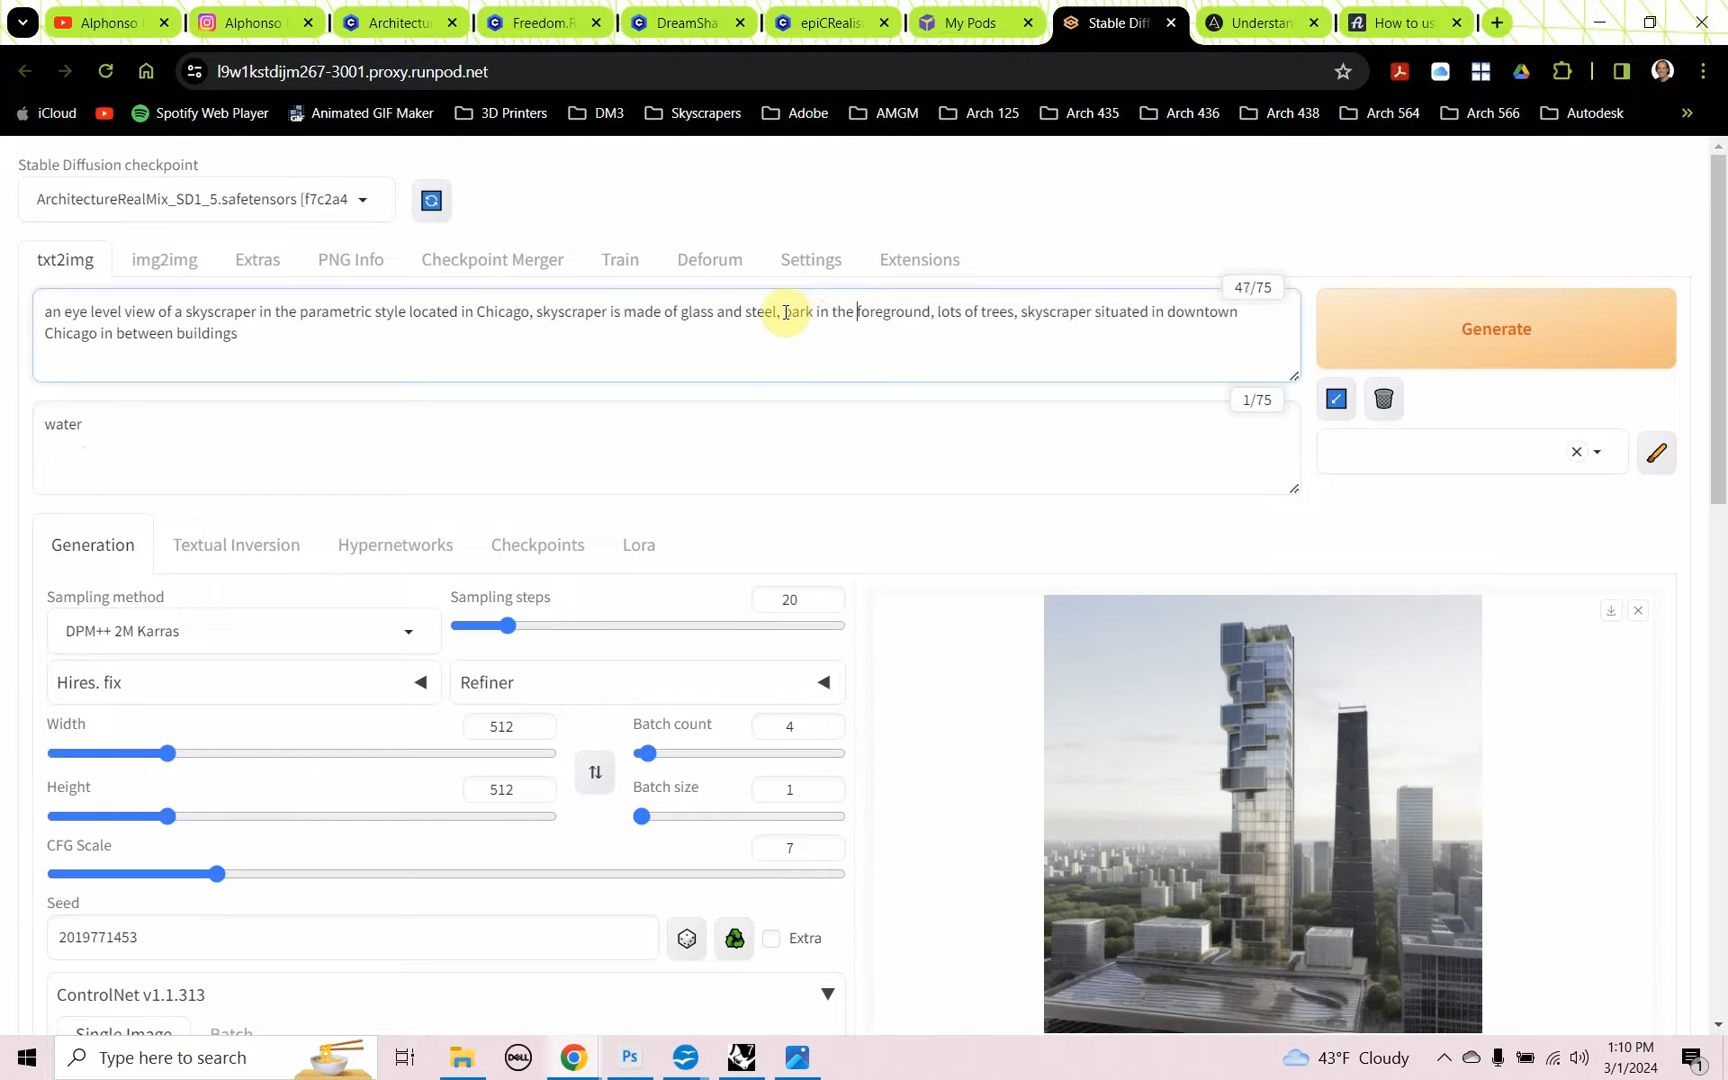 Alphonso
Alphonso
Architectu
Freedom.R
DreamSha
epiCRealis
My Pods
Stable Diff
Understan
How to us
l9w1kstdijm267-3001.proxy.runpod.net
iCloud
Spotify Web Player
Animated GIF Maker
3D Printers
DM3
Skyscrapers
Adobe
AMGM
Arch 125
Arch 435
Arch 436
Arch 438
Arch 564
Arch 566
Autodesk
Stable Diffusion checkpoint
ArchitectureRealMix_SD1_5.safetensors [f7c2a4
txt2img
img2img
Extras
PNG Info
Checkpoint Merger
Train
Deforum
Settings
Extensions
47/75
an eye level view of a skyscraper in the parametric style located in Chicago, skyscraper is made of glass and steel, park in the foreground, lots of trees, skyscraper situated in downtown
Chicago in between buildings
Generate
1/75
water
Generation
Textual Inversion
Hypernetworks
Checkpoints
Lora
Sampling method
DPM++ 2M Karras
Sampling steps
20
Hires. fix
Refiner
Width
512
Batch count
4
Height
512
Batch size
1
CFG Scale
7
Seed
2019771453
Extra
ControlNet v1.1.313
Single Image
Batch
Type here to search
DELL
Ps
43°F Cloudy
1:10 PM
3/1/2024
1